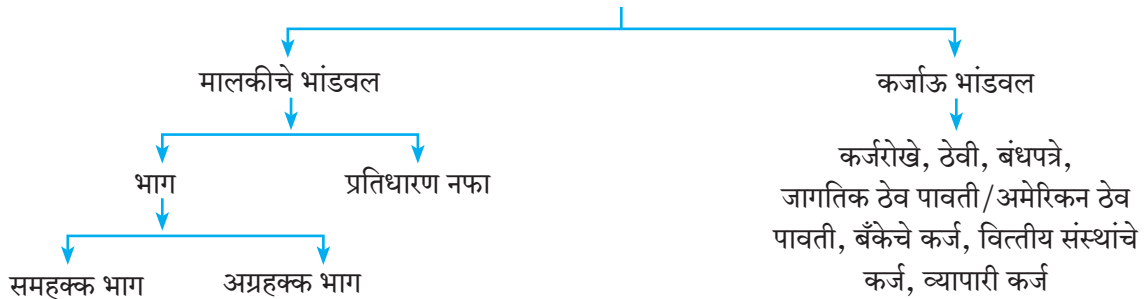 मालकीचे भांडवल
कर्जाऊ भांडवल
भाग
प्रतिधारण नफा
समहक्क भाग
अग्रहक्क भाग
कर्जरोखे, ठेवी, बंधपत्रे,
जागतिक ठेव पावती/अमेरिकन ठेव
पावती, बँकेचे कर्ज, वित्तीय संस्थांचे
कर्ज, व्यापारी कर्ज